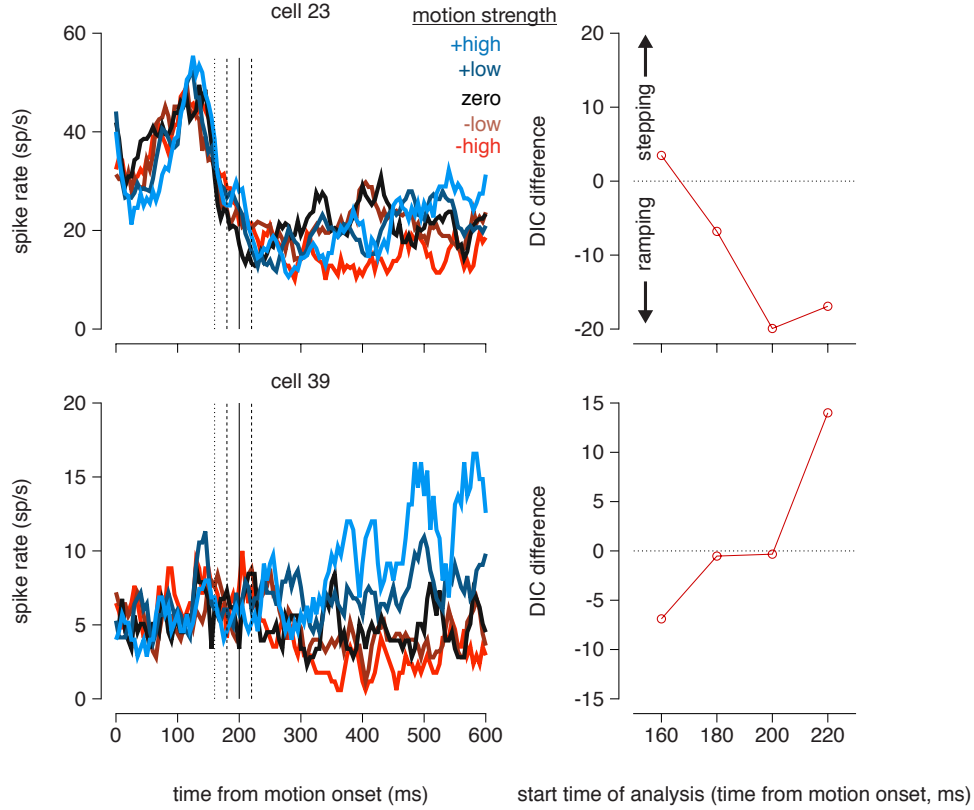 cell 23
motion strength
+high
+low
zero
-low
-high
60
40
20
0
spike rate (sp/s)
20
10
0
-10
-20
DIC difference
stepping
ramping
cell 39
20
15
10
5
0
spike rate (sp/s)
0 100 200 300 400 500 600
time from motion onset (ms)
15
10
5
0
-5
-10
-15
DIC difference
160 180 200 220
start time of analysis (time from motion onset, ms)